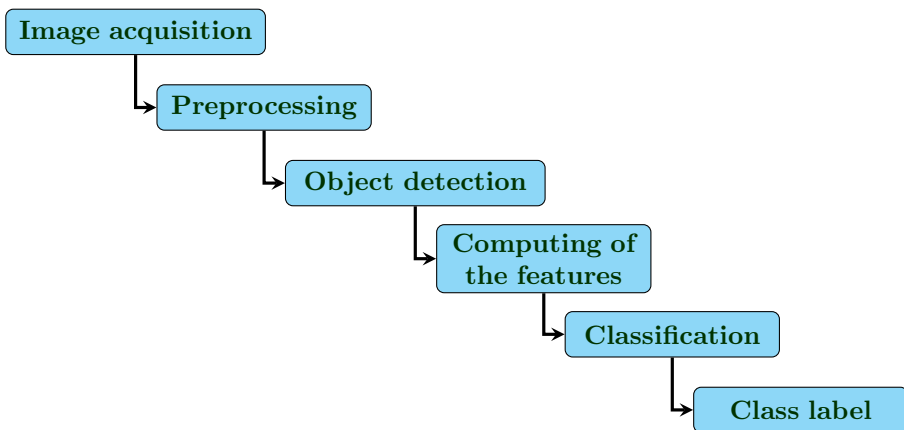 Image acquisition
Preprocessing
Object detection
Computing of
the features
Classification
Class label